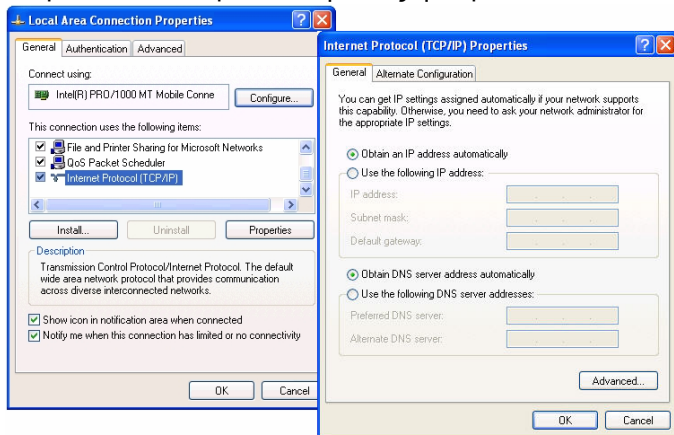 Local Area Connection Properties
General
Authentication
Advanced
Connect using:
Intel(R) PRO/1000 MT Mobile Conne
Configure...
This connection uses the following items:
File and Printer Sharing for Microsoft Networks
QoS Packet Scheduler
Internet Protocol (TCP/IP)
Install...
Uninstall
Properties
Description
Transmission Control Protocol/Internet Protocol. The default
wide area network protocol that provides communication
across diverse interconnected networks.
Show icon in notification area when connected
Notify me when this connection has limited or no connectivity
OK
Cancel
Internet Protocol (TCP/IP) Properties
General
Alternate Configuration
You can get IP settings assigned automatically if your network supports
this capability. Otherwise, you need to ask your network administrator for
the appropriate IP settings.
Obtain an IP address automatically
Use the following IP address:
IP address:
Subnet mask:
Default gateway:
Obtain DNS server address automatically
Use the following DNS server addresses:
Preferred DNS server:
Alternate DNS server:
Advanced...
OK
Cancel